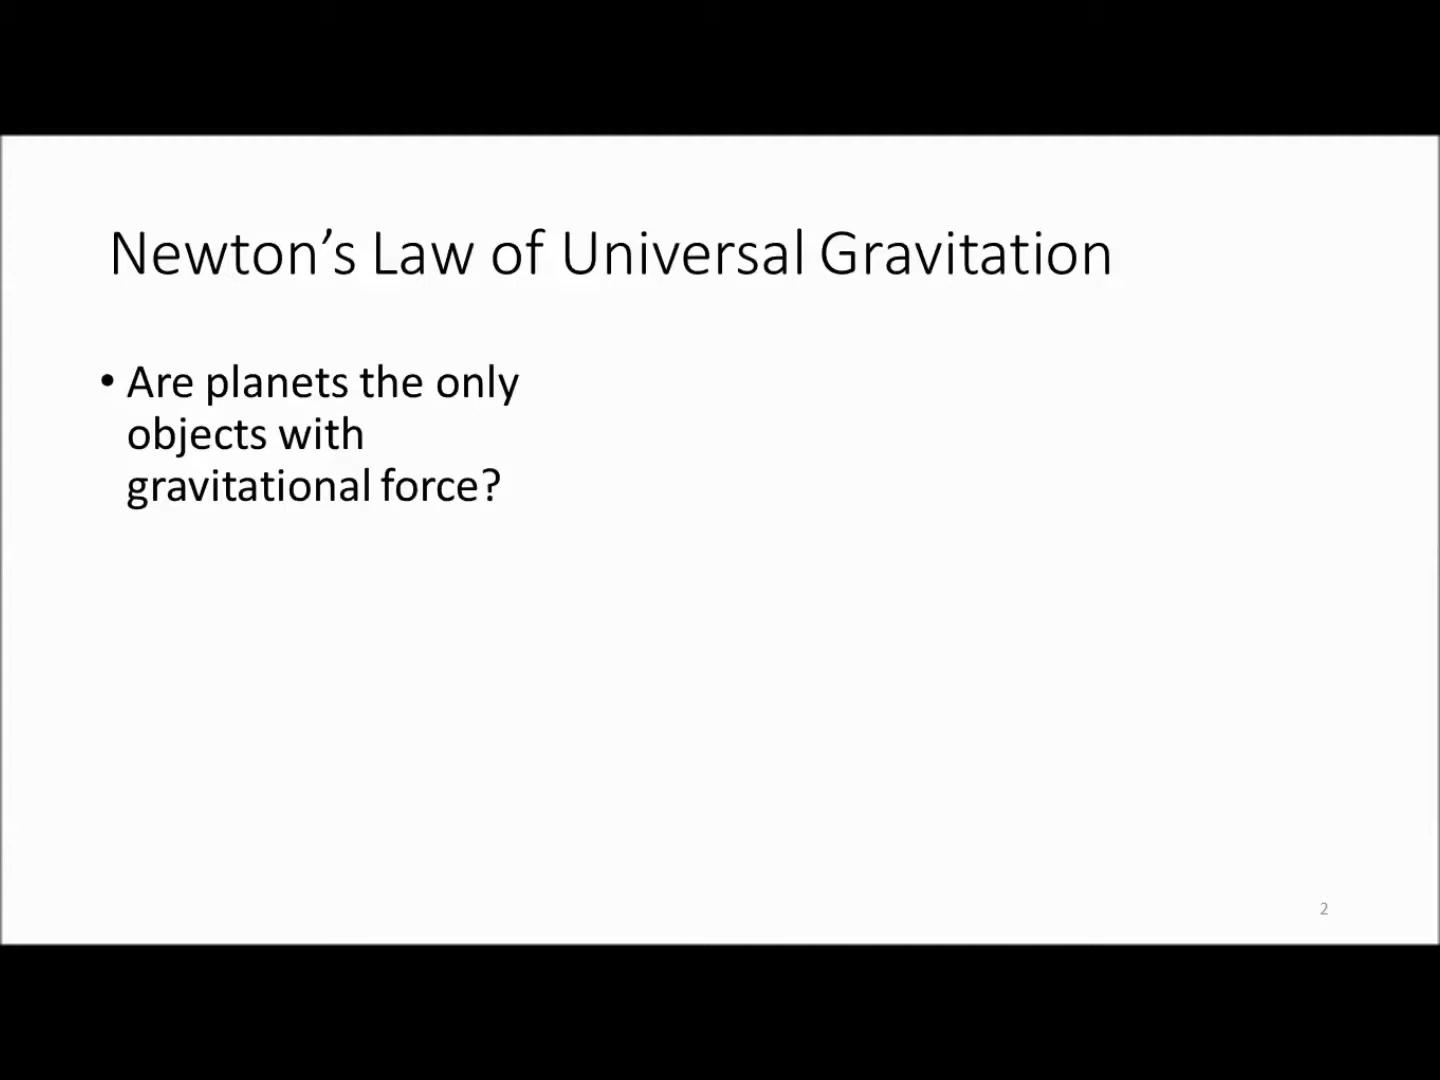 Newton’s Law of Universal Gravitation
• Are planets the only
objects with
gravitational force?
2